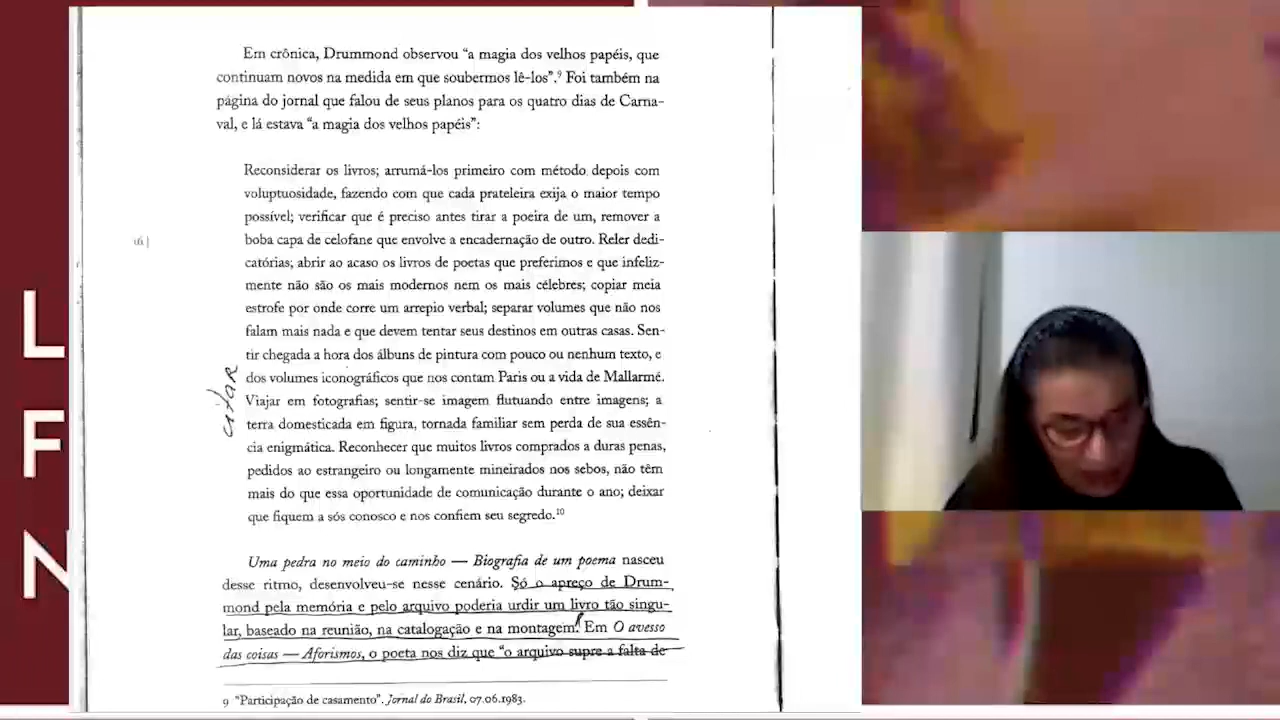 L
F
N
Em crônica, Drummond observou “a magia dos velhos papéis, que
continuam novos na medida em que soubermos lê-los”.⁹ Foi também na
página do jornal que falou de seus planos para os quatro dias de Carna-
val, e lá estava “a magia dos velhos papéis”:
Reconsiderar os livros; arrumá-los primeiro com método, depois com
voluptuosidade, fazendo com que cada prateleira exija o maior tempo
possível; verificar que é preciso antes tirar a poeira de um, remover a
boba capa de celofane que envolve a encadernação de outro. Reler dedi-
catórias; abrir ao acaso os livros de poetas que preferimos e que infeliz-
mente não são os mais modernos nem os mais célebres; copiar meia
estrofe por onde corre um arrepio verbal; separar volumes que não nos
falam mais nada e que devem tentar seus destinos em outras casas. Sen-
tir chegada a hora dos álbuns de pintura com pouco ou nenhum texto, e
dos volumes iconográficos que nos contam Paris ou a vida de Mallarmé.
Viajar em fotografias; sentir-se imagem flutuando entre imagens; a
terra domesticada em figura, tornada familiar sem perda de sua essên-
cia enigmática. Reconhecer que muitos livros comprados a duras penas,
pedidos ao estrangeiro ou longamente mineirados nos sebos, não têm
mais do que essa oportunidade de comunicação durante o ano; deixar
que fiquem a sós conosco e nos confiem seu segredo.¹⁰
citar
Uma pedra no meio do caminho — Biografia de um poema nasceu
desse ritmo, desenvolveu-se nesse cenário. Só o apreço de Drum-
mond pela memória e pelo arquivo poderia urdir um livro tão singu-
lar, baseado na reunião, na catalogação e na montagem. Em O avesso
das coisas — Aforismos, o poeta nos diz que “o arquivo supre a falta de
9 “Participação de casamento”. Jornal do Brasil, 07.06.1983.